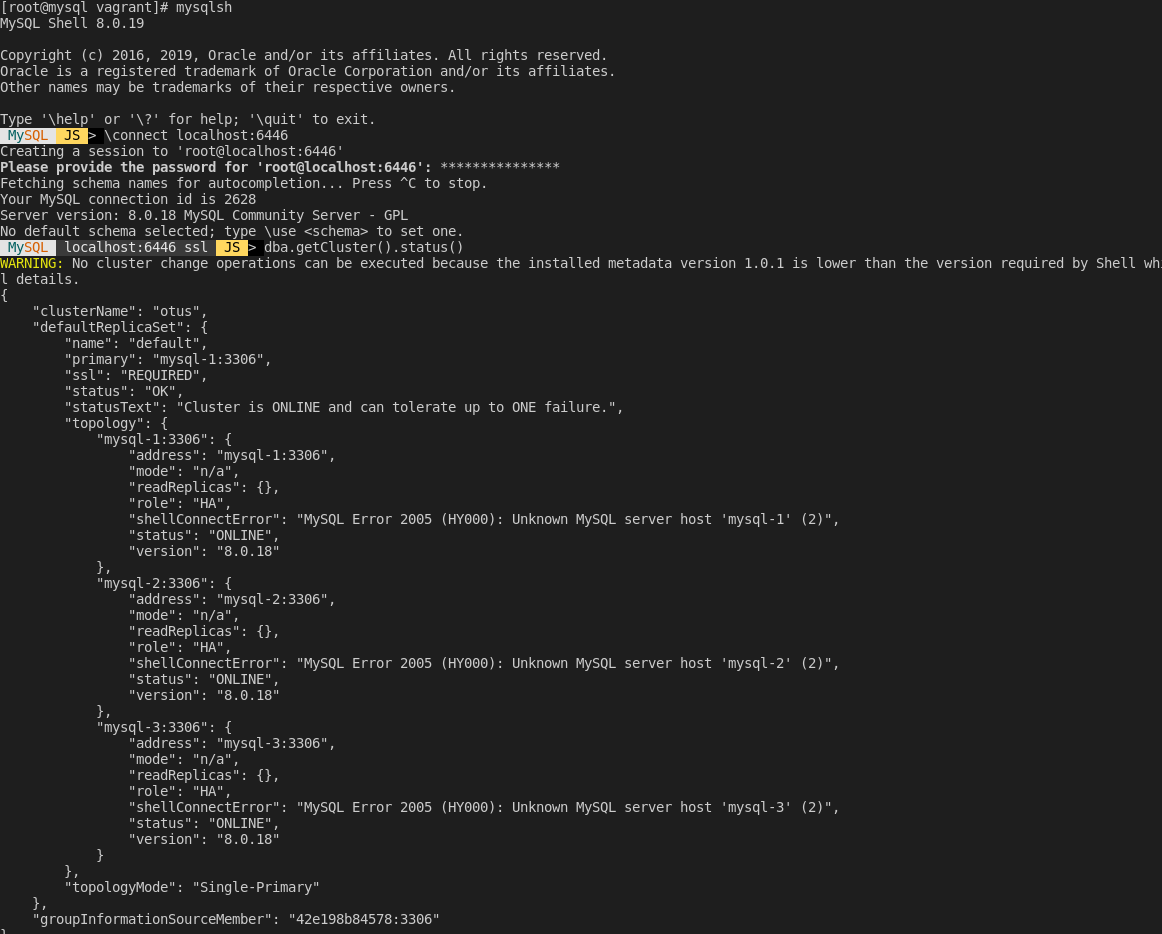 [root@mysql vagrant]# mysqlsh
MySQL Shell 8.0.19

Copyright (c) 2016, 2019, Oracle and/or its affiliates. All rights reserved.
Oracle is a registered trademark of Oracle Corporation and/or its affiliates.
Other names may be trademarks of their respective owners.

Type '\help' or '\?' for help; '\quit' to exit.
 MySQL  JS > \connect localhost:6446
Creating a session to 'root@localhost:6446'
Please provide the password for 'root@localhost:6446': ***************
Fetching schema names for autocompletion... Press ^C to stop.
Your MySQL connection id is 2628
Server version: 8.0.18 MySQL Community Server - GPL
No default schema selected; type \use <schema> to set one.
 MySQL  localhost:6446 ssl  JS > dba.getCluster().status()
WARNING: No cluster change operations can be executed because the installed metadata version 1.0.1 is lower than the version required by Shell whi
l details.
{
    "clusterName": "otus",
    "defaultReplicaSet": {
        "name": "default",
        "primary": "mysql-1:3306",
        "ssl": "REQUIRED",
        "status": "OK",
        "statusText": "Cluster is ONLINE and can tolerate up to ONE failure.",
        "topology": {
            "mysql-1:3306": {
                "address": "mysql-1:3306",
                "mode": "n/a",
                "readReplicas": {},
                "role": "HA",
                "shellConnectError": "MySQL Error 2005 (HY000): Unknown MySQL server host 'mysql-1' (2)",
                "status": "ONLINE",
                "version": "8.0.18"
            },
            "mysql-2:3306": {
                "address": "mysql-2:3306",
                "mode": "n/a",
                "readReplicas": {},
                "role": "HA",
                "shellConnectError": "MySQL Error 2005 (HY000): Unknown MySQL server host 'mysql-2' (2)",
                "status": "ONLINE",
                "version": "8.0.18"
            },
            "mysql-3:3306": {
                "address": "mysql-3:3306",
                "mode": "n/a",
                "readReplicas": {},
                "role": "HA",
                "shellConnectError": "MySQL Error 2005 (HY000): Unknown MySQL server host 'mysql-3' (2)",
                "status": "ONLINE",
                "version": "8.0.18"
            }
        },
        "topologyMode": "Single-Primary"
    },
    "groupInformationSourceMember": "42e198b84578:3306"
}